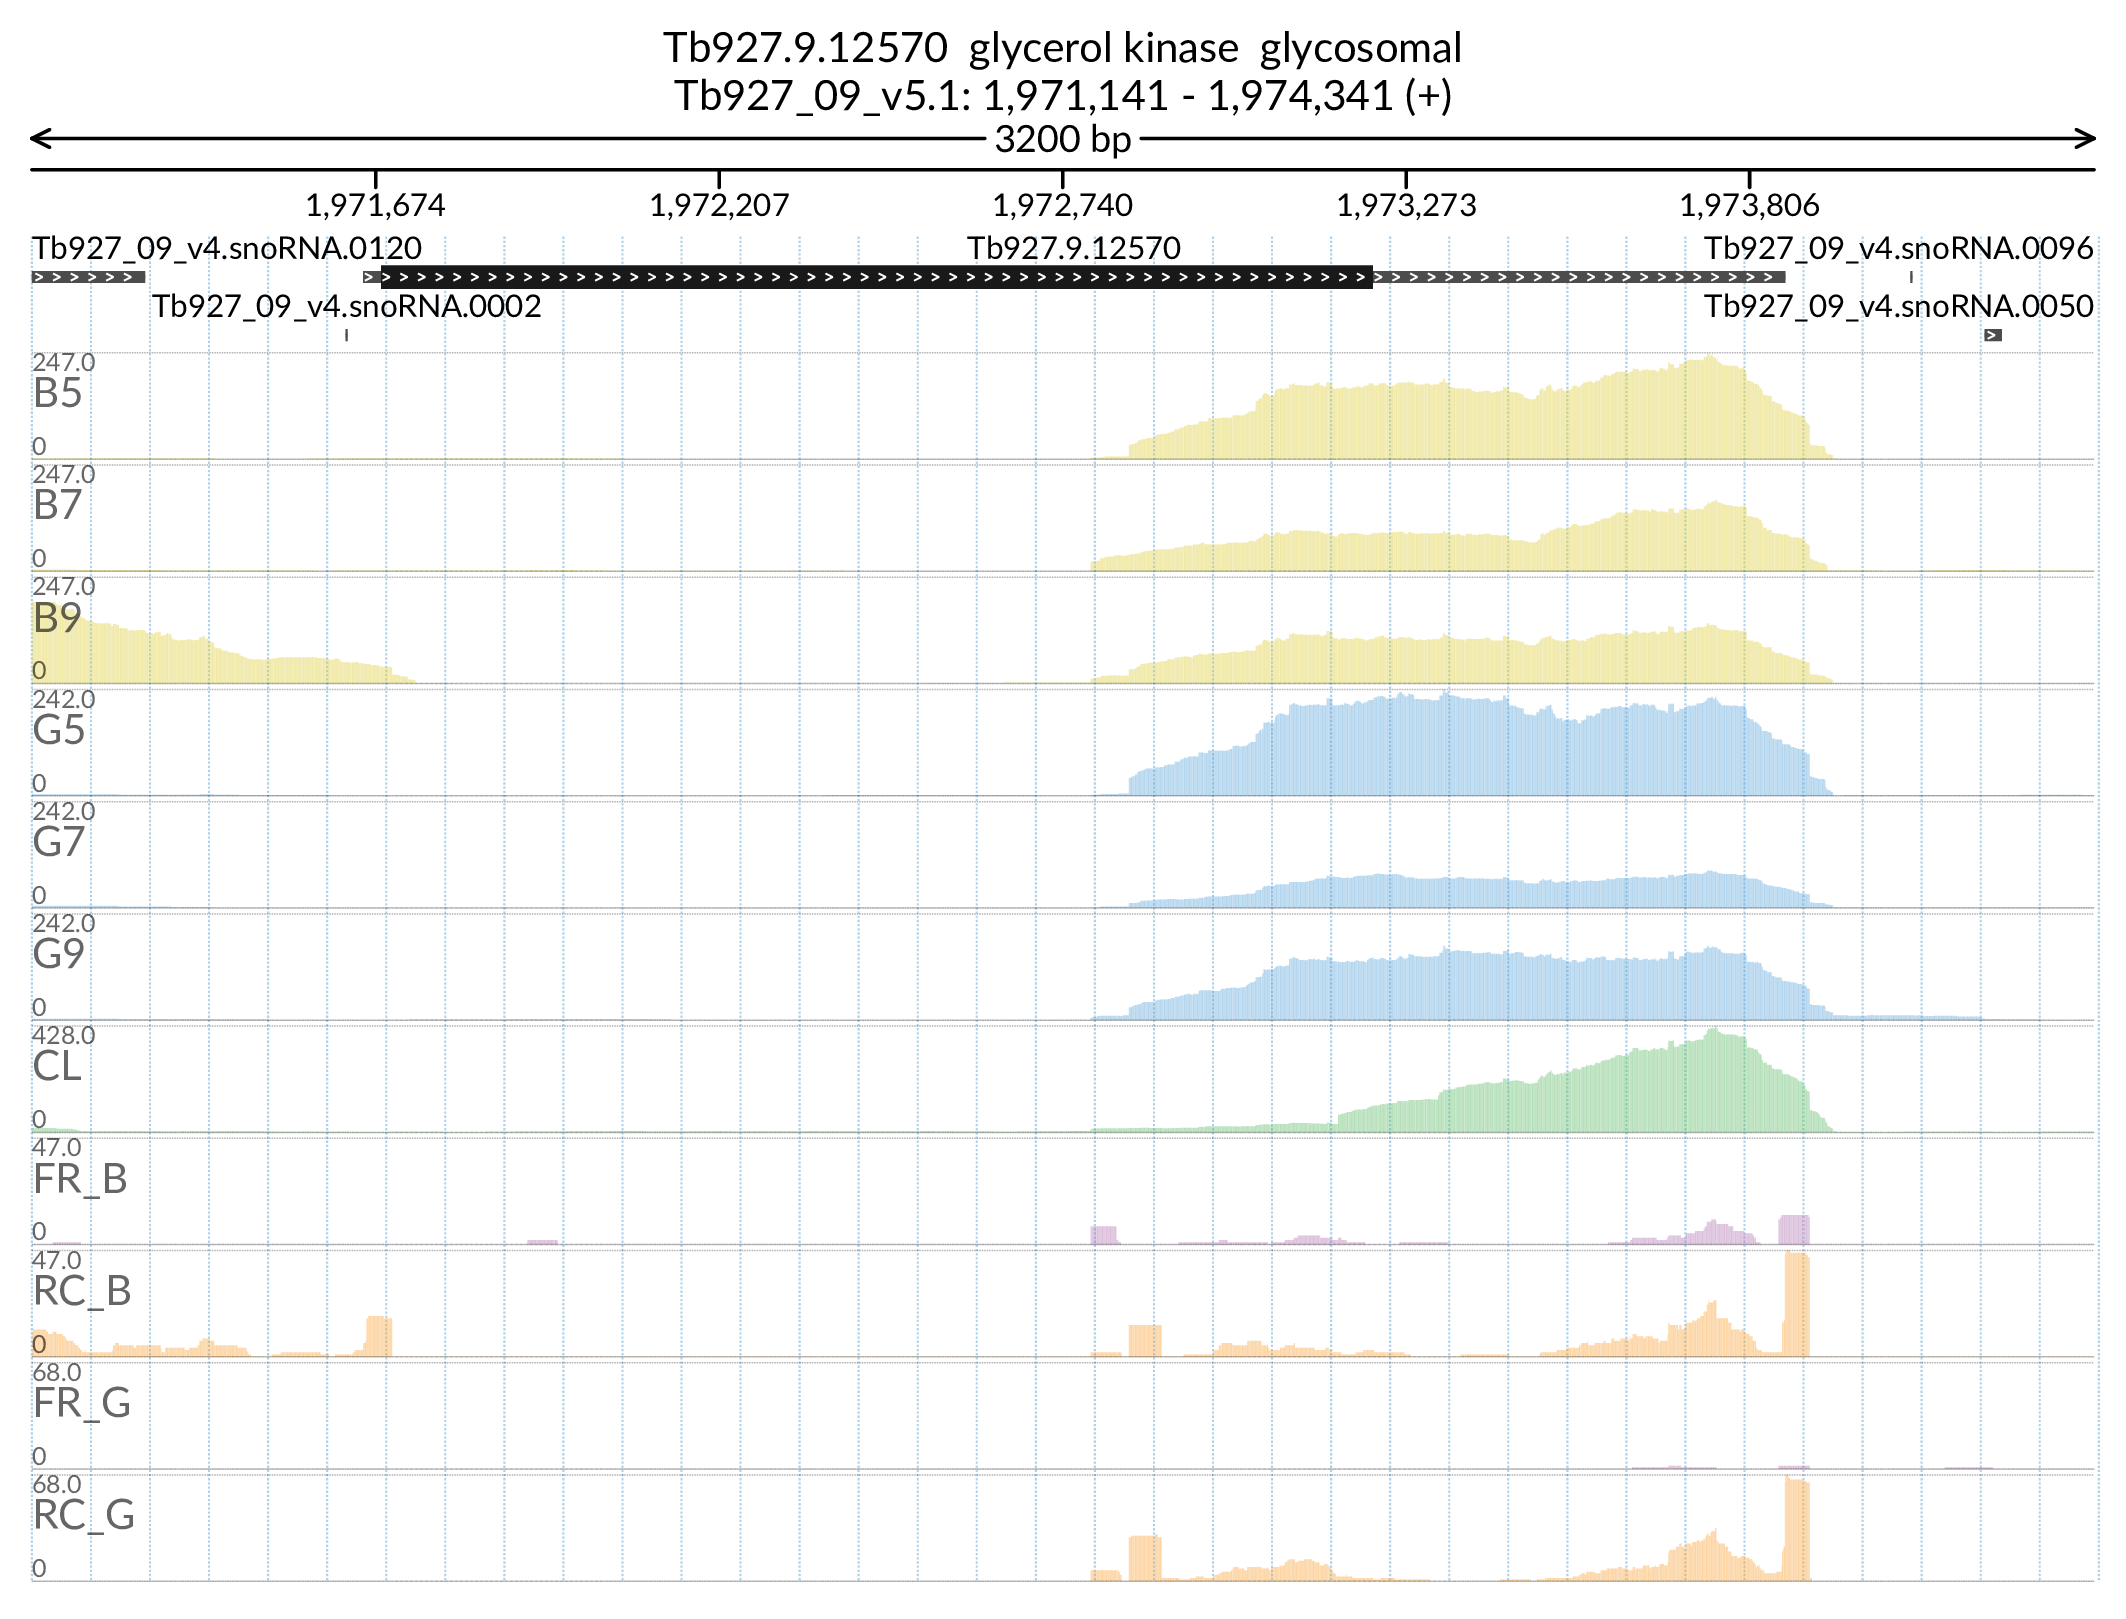 Tb927.9.12570  glycerol kinase  glycosomal
Tb927_09_v5.1: 1,971,141 - 1,974,341 (+)
3200 bp
1,971,674 1,972,207 1,972,740 1,973,273 1,973,806
Tb927_09_v4.snoRNA.0120 Tb927.9.12570 Tb927_09_v4.snoRNA.0096
Tb927_09_v4.snoRNA.0002 Tb927_09_v4.snoRNA.0050
247.0
B5
0
247.0
B7
0
247.0
B9
0
242.0
G5
0
242.0
G7
0
242.0
G9
0
428.0
CL
0
47.0
FR_B
0
47.0
RC_B
0
68.0
FR_G
0
68.0
RC_G
0